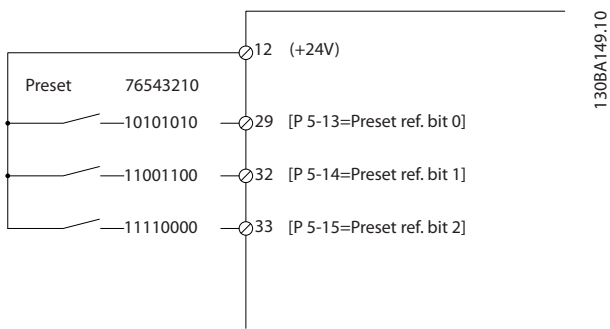 12 (+24V)
Preset 76543210
10101010 29 [P 5-13=Preset ref. bit 0]
11001100 32 [P 5-14=Preset ref. bit 1]
11110000 33 [P 5-15=Preset ref. bit 2]
130BA149.10